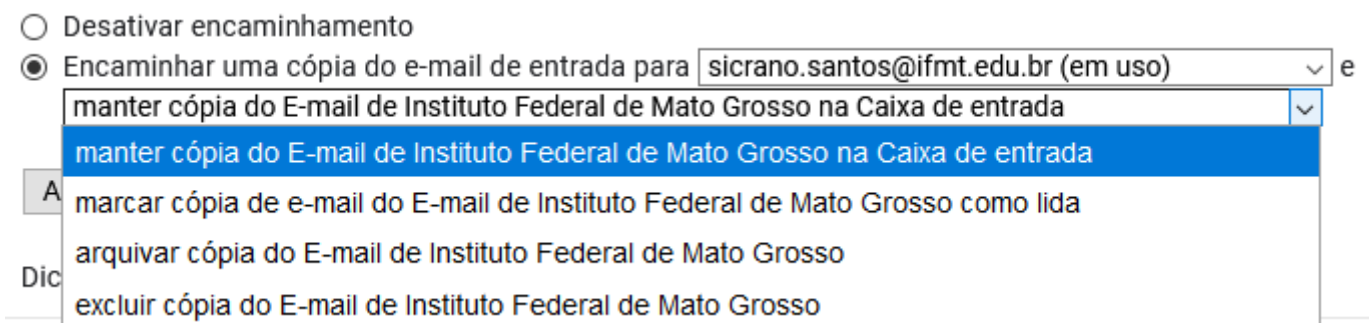 Desativar encaminhamento
Encaminhar uma cópia do e-mail de entrada para sicrano.santos@ifmt.edu.br (em uso) e
manter cópia do E-mail de Instituto Federal de Mato Grosso na Caixa de entrada
manter cópia do E-mail de Instituto Federal de Mato Grosso na Caixa de entrada
A
marcar cópia de e-mail do E-mail de Instituto Federal de Mato Grosso como lida
arquivar cópia do E-mail de Instituto Federal de Mato Grosso
Dic
excluir cópia do E-mail de Instituto Federal de Mato Grosso